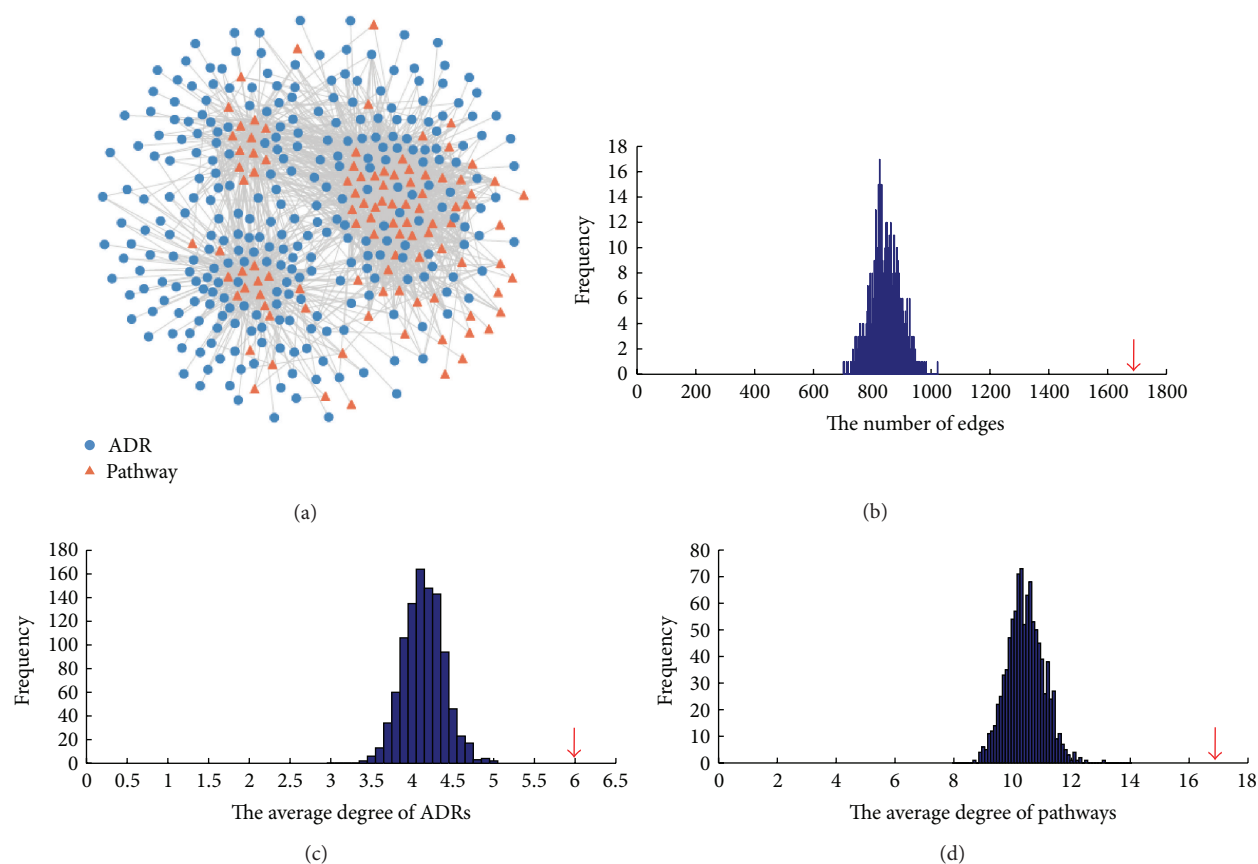 ADR
Pathway
(a)
18
16
14
12
10
8
6
4
2
0
Frequency
0 200 400 600 800 1000 1200 1400 1600 1800
The number of edges
(b)
180
160
140
120
100
80
60
40
20
0
Frequency
0 0.5 1 1.5 2 2.5 3 3.5 4 4.5 5 5.5 6 6.5
The average degree of ADRs
(c)
80
70
60
50
40
30
20
10
0
Frequency
0 2 4 6 8 10 12 14 16 18
The average degree of pathways
(d)